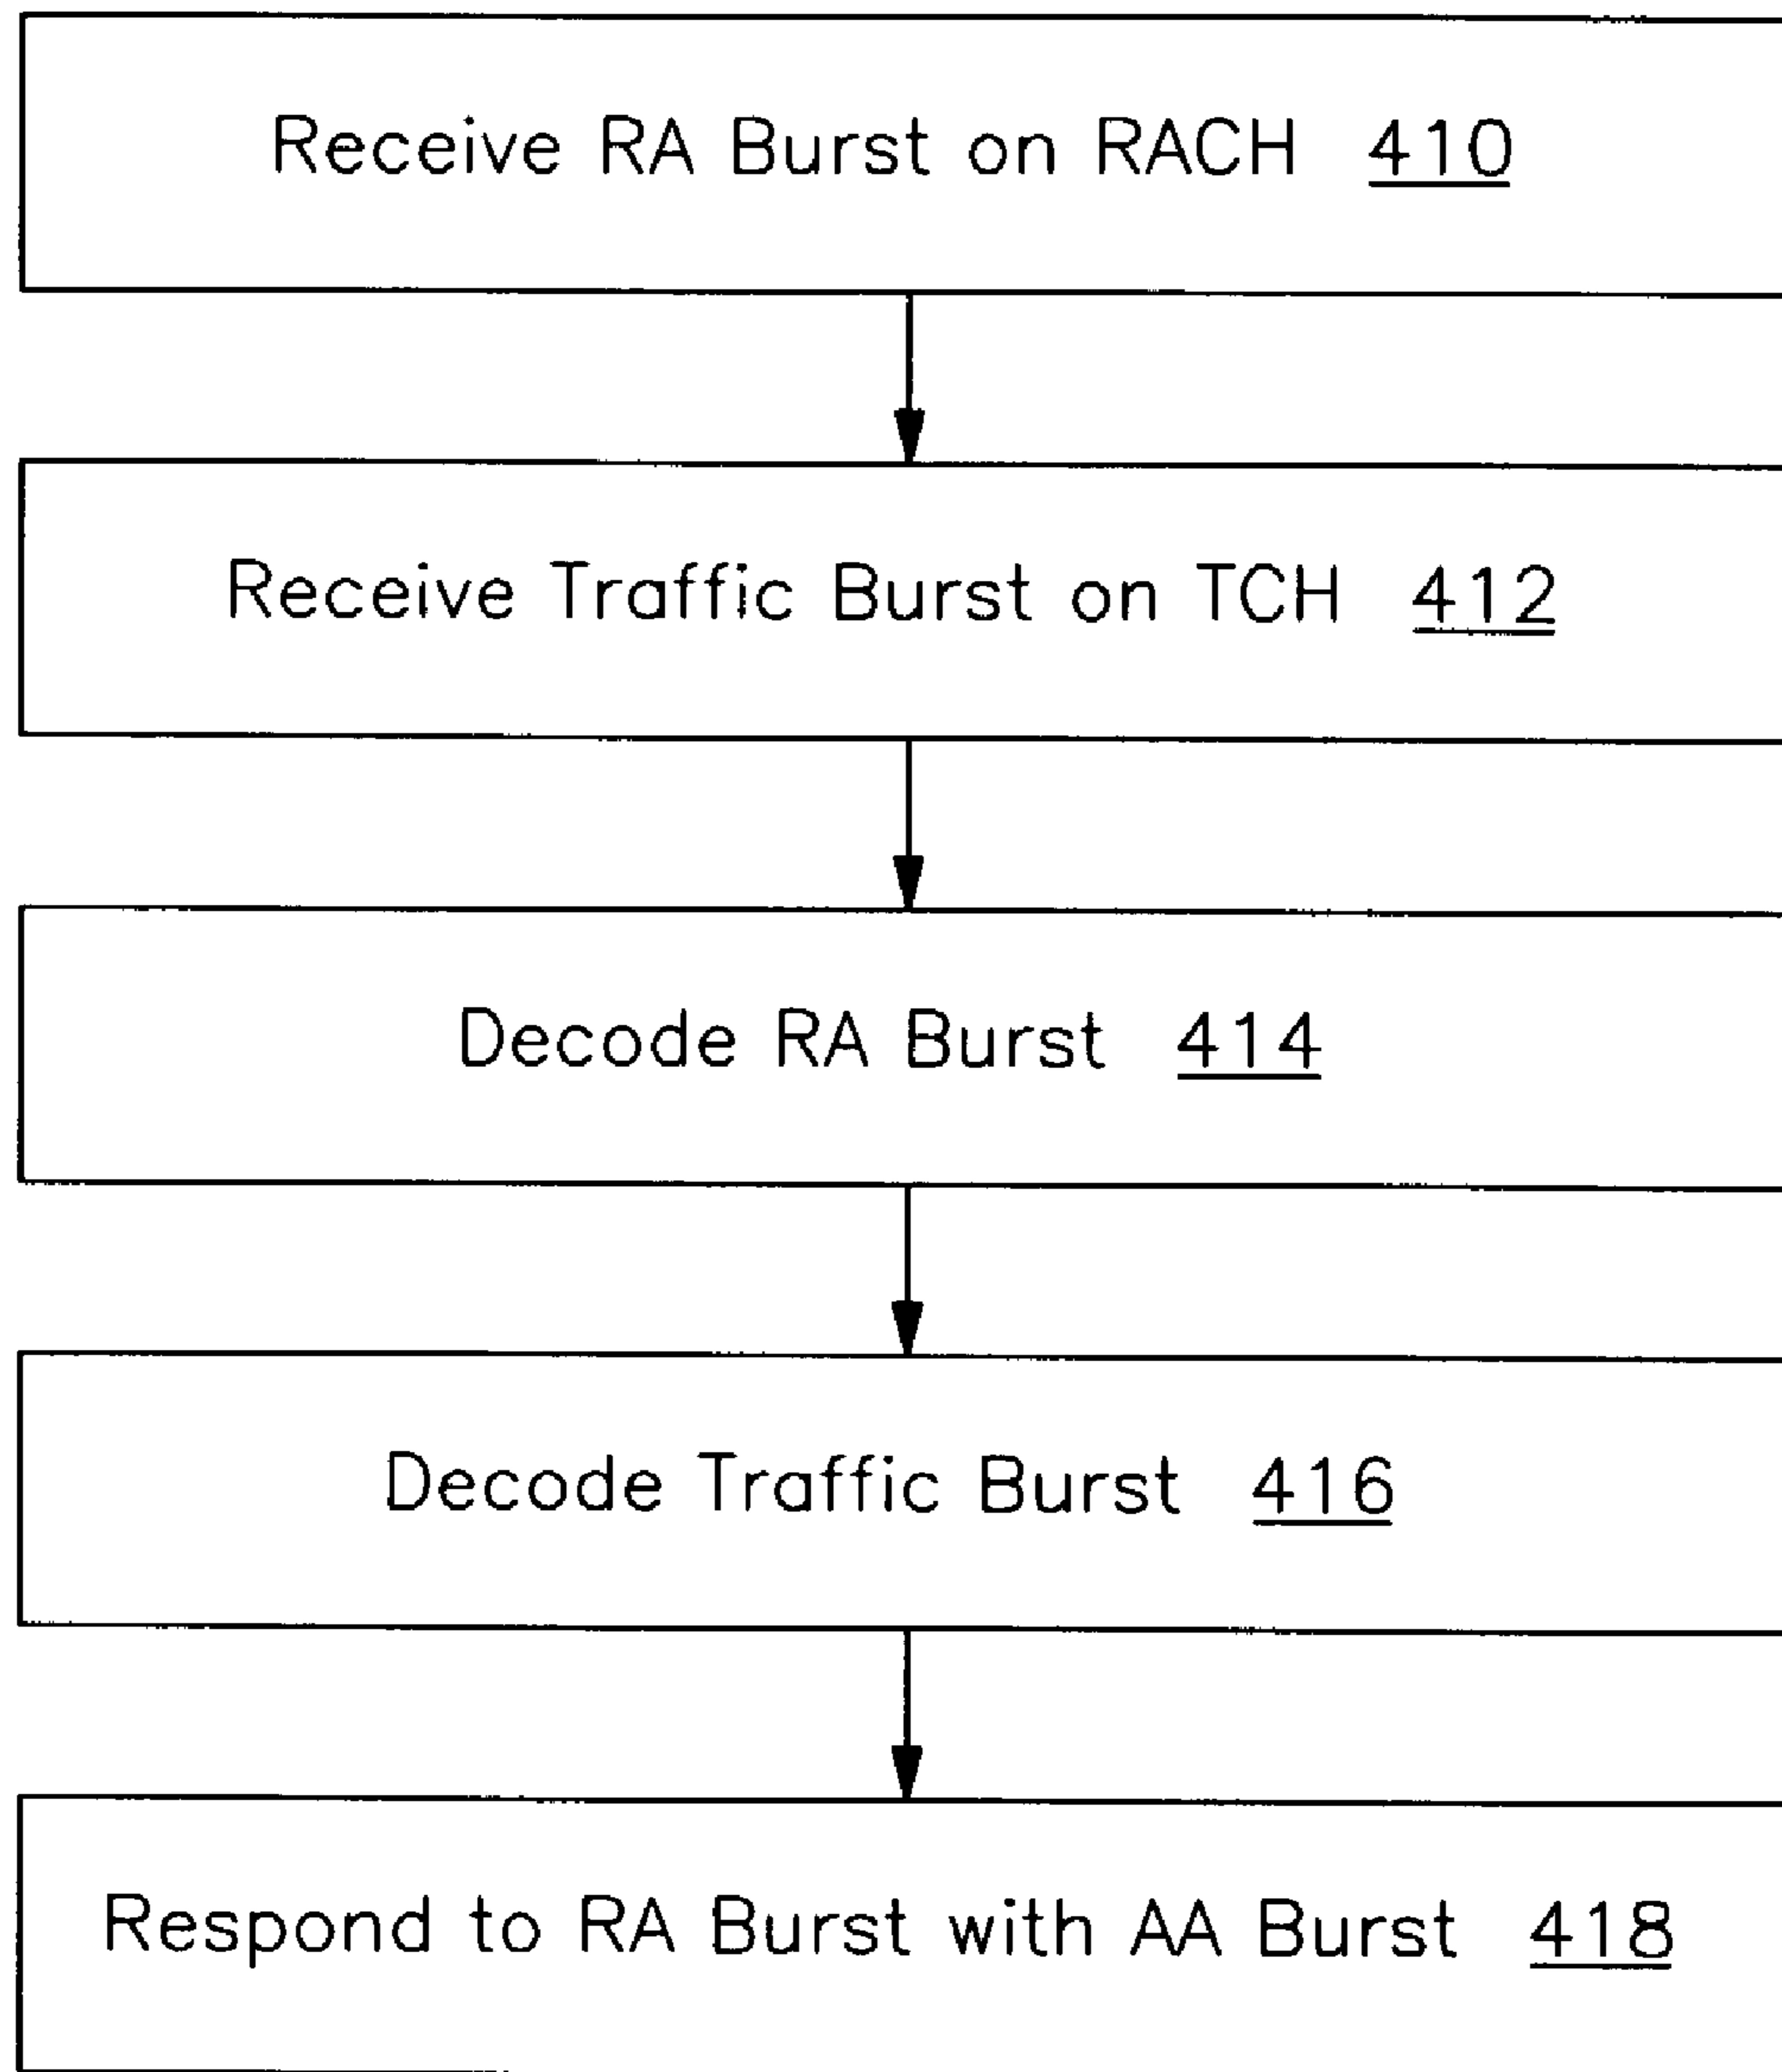 Receive RA Burst on RACH 410
Receive Traffic Burst on TCH 412
Decode RA Burst 414
Decode Traffic Burst 416
Respond to RA Burst with AA Burst 418